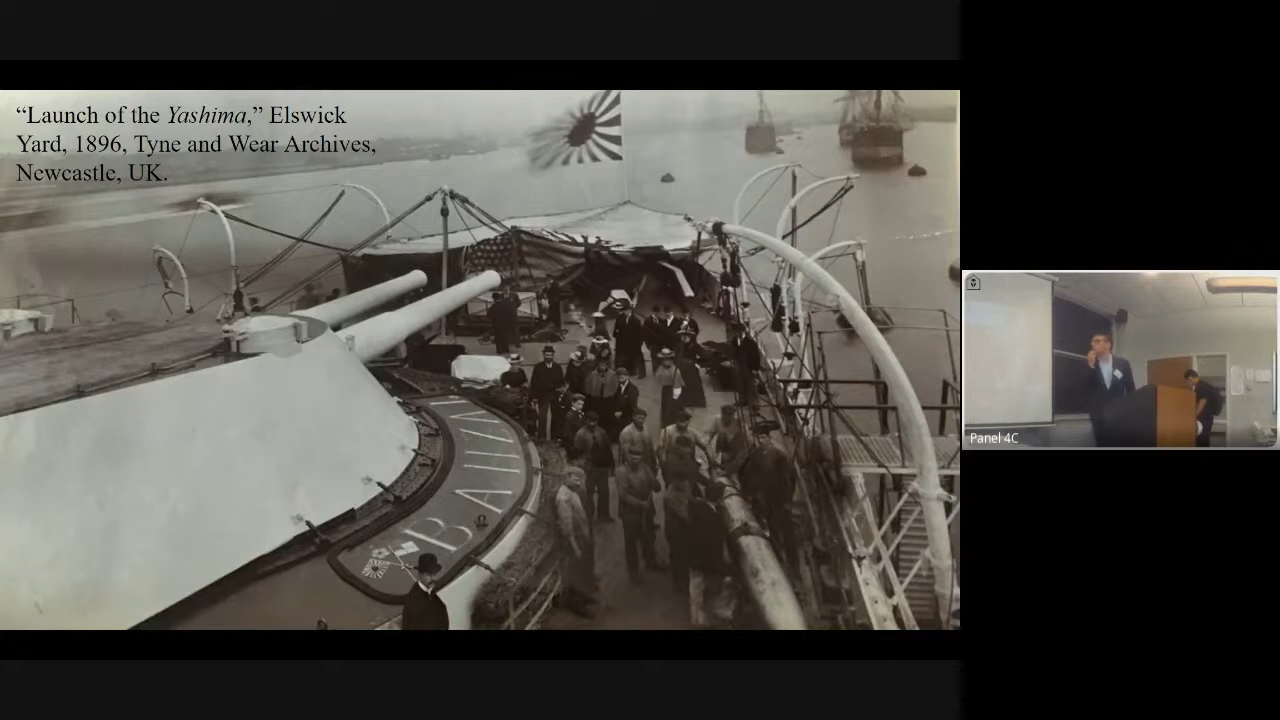 “Launch of the Yashima,” Elswick
Yard, 1896, Tyne and Wear Archives,
Newcastle, UK.
Panel 4C